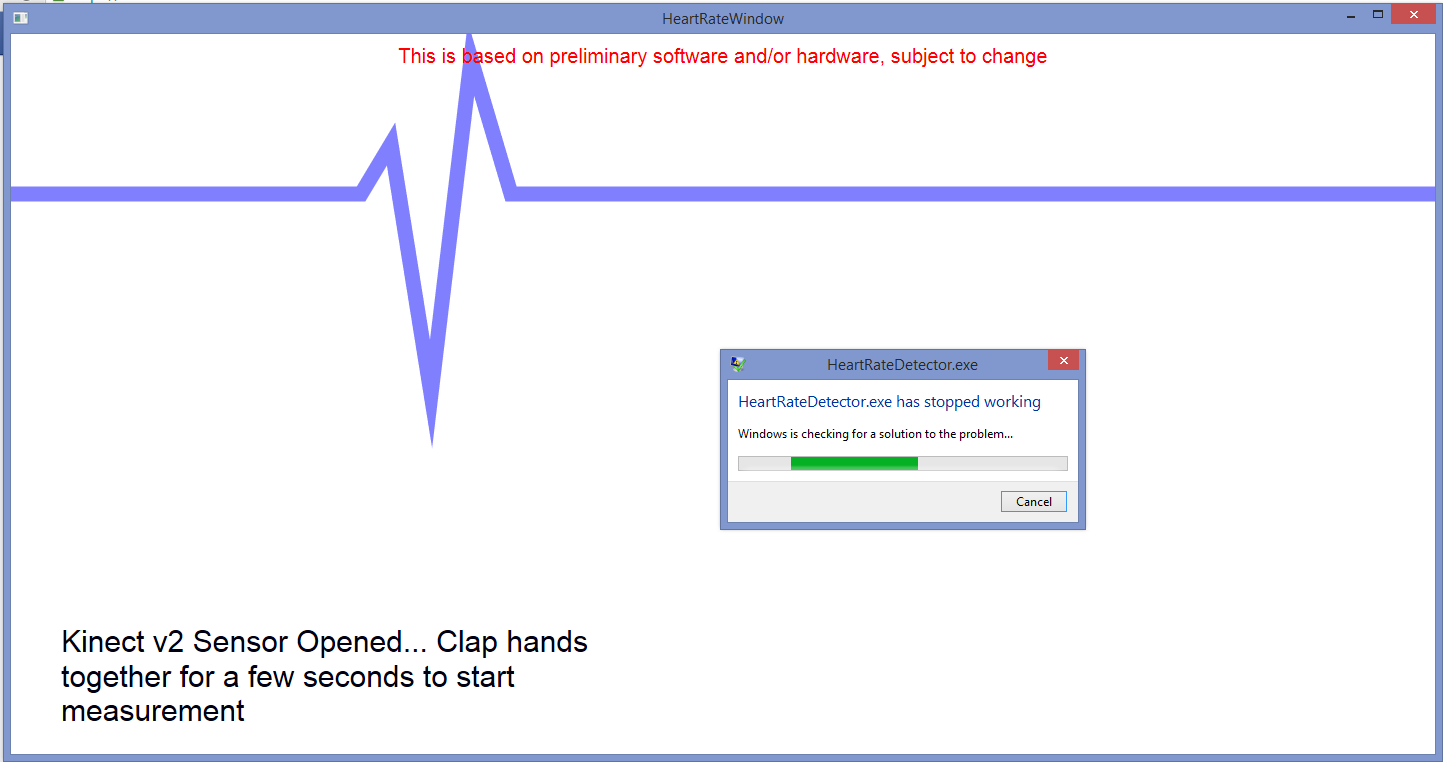 HeartRateWindow
This is based on preliminary software and/or hardware, subject to change
HeartRateDetector.exe
HeartRateDetector.exe has stopped working
Windows is checking for a solution to the problem...
Cancel
Kinect v2 Sensor Opened... Clap hands
together for a few seconds to start
measurement